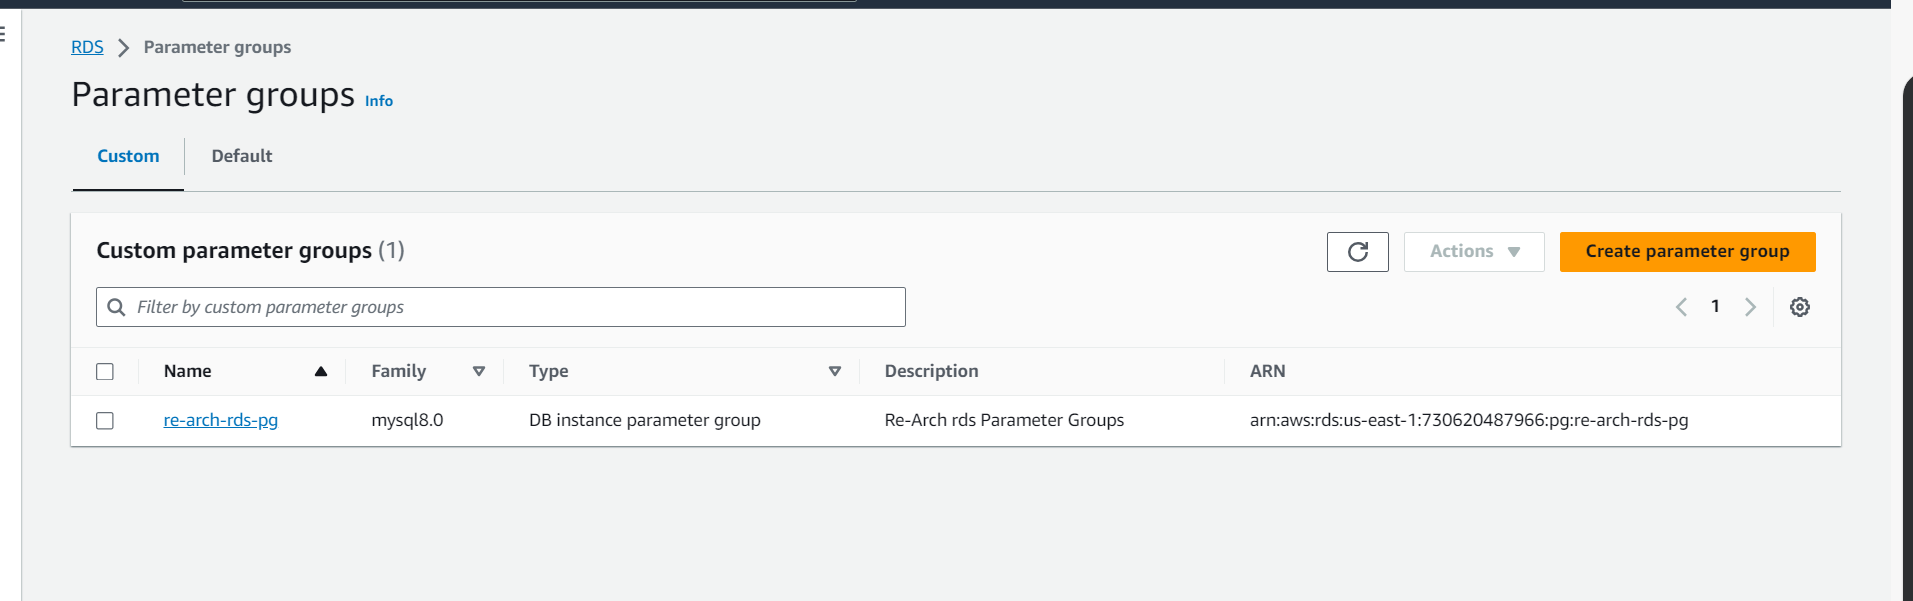 RDS > Parameter groups
Parameter groups Info
Custom Default
Custom parameter groups (1)
Actions Create parameter group
Filter by custom parameter groups
1
Name Family Type Description ARN
re-arch-rds-pg mysql8.0 DB instance parameter group Re-Arch rds Parameter Groups arn:aws:rds:us-east-1:730620487966:pg:re-arch-rds-pg